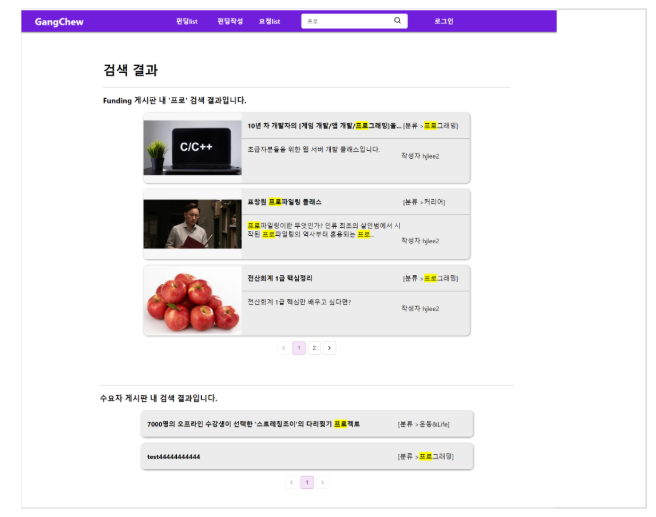 GangChew 펀딩list 펀딩작성 요청list 프로 로그인
검색 결과
Funding 게시판 내 '프로' 검색 결과입니다.
C/C++
10년 차 개발자의 [게임 개발/앱 개발/프로그래밍]올... [분류 > 프로그래밍]
초급자분들을 위한 웹 서버 개발 클래스입니다.
작성자 hjlee2
표창원 프로파일링 클래스 [분류 > 커리어]
프로파일링이란 무엇인가? 인류 최초의 살인범에서 시
작된 프로파일링의 역사부터 혼용되는 프로..
작성자 hjlee2
전산회계 1급 핵심정리 [분류 > 프로그래밍]
전산회계 1급 핵심만 배우고 싶다면?
작성자 hjlee2
< 1 2 >
수요자 게시판 내 검색 결과입니다.
7000명의 오프라인 수강생이 선택한 '스트레칭조이'의 다리찢기 프로젝트 [분류 > 운동&Life]
test44444444444 [분류 > 프로그래밍]
< 1 >